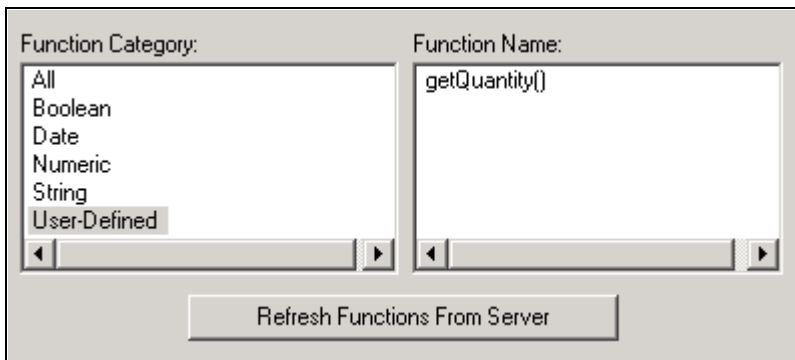 Function Category:
All
Boolean
Date
Numeric
String
User-Defined
Function Name:
getQuantity()
Refresh Functions From Server